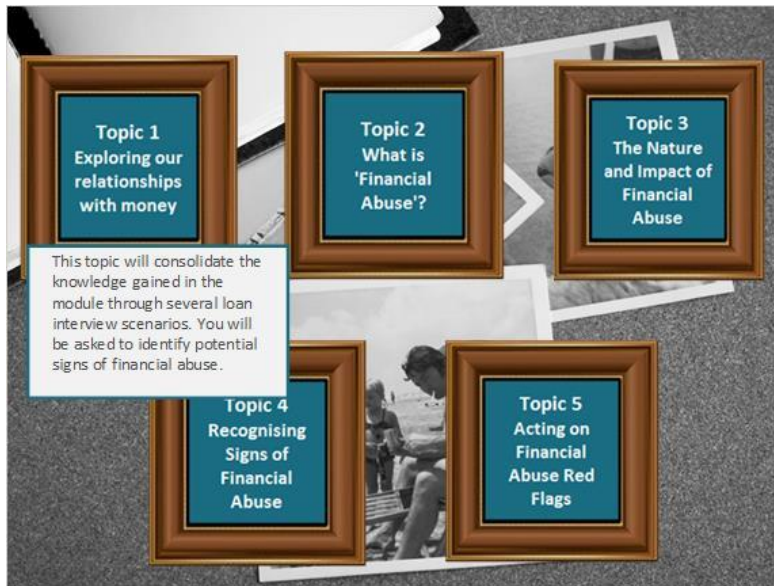 Topic 1
Exploring our
relationships
with money
Topic 2
What is
'Financial
Abuse'?
Topic 3
The Nature
and Impact of
Financial
Abuse
This topic will consolidate the
knowledge gained in the
module through several loan
interview scenarios. You will
be asked to identify potential
signs of financial abuse.
Topic 4
Recognising
Signs of
Financial
Abuse
Topic 5
Acting on
Financial
Abuse Red
Flags